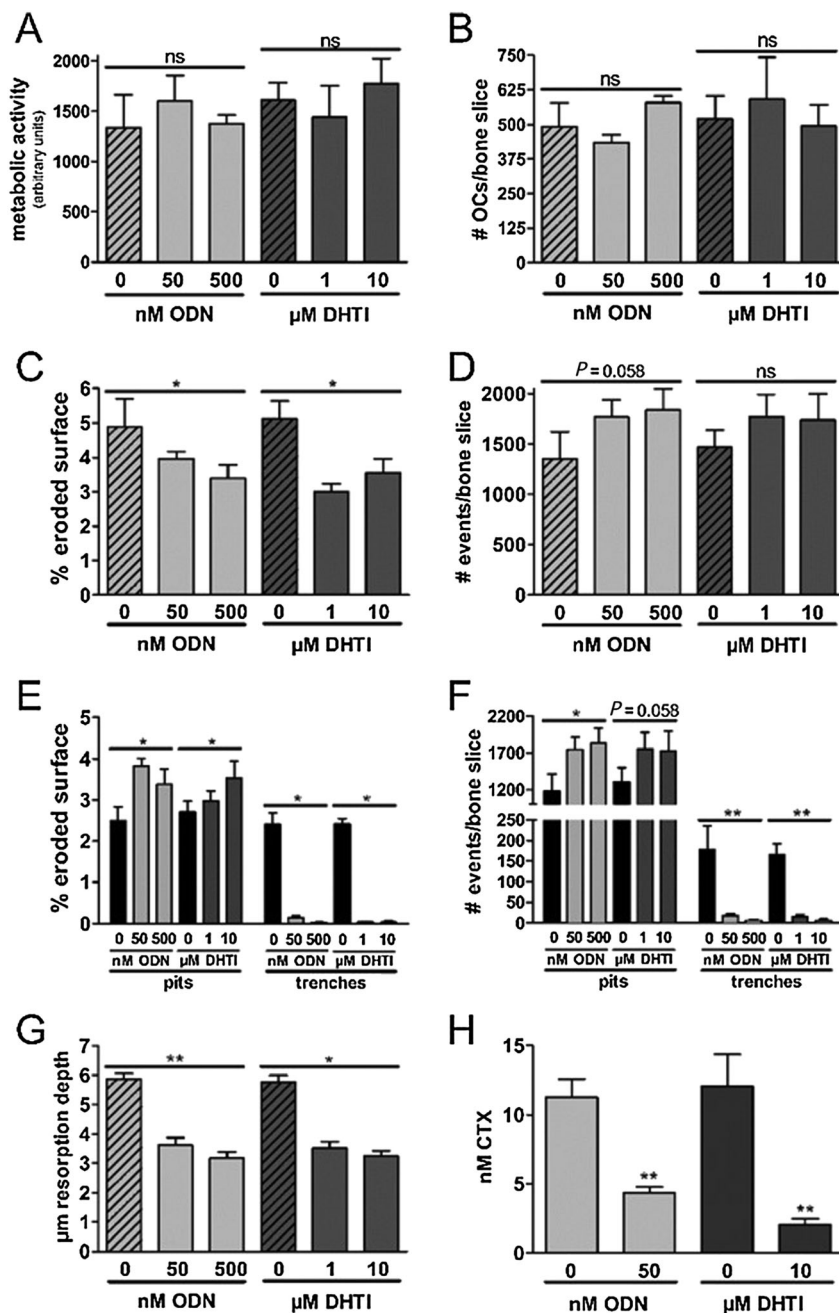 A
metabolic activity
(arbitrary units)
2000
1500
1000
500
0
ns
ns
0 50 500 0 1 10
nM ODN µM DHTI
B
# OCs/bone slice
750
625
500
375
250
125
0
ns
ns
0 50 500 0 1 10
nM ODN µM DHTI
C
% eroded surface
6
5
4
3
2
1
0
* *
0 50 500 0 1 10
nM ODN µM DHTI
D
# events/bone slice
2000
1500
1000
500
0
P = 0.058 ns
0 50 500 0 1 10
nM ODN µM DHTI
E
% eroded surface
5
4
3
2
1
0
* * * *
0 50 500 0 1 10 0 50 500 0 1 10
nM ODN µM DHTI nM ODN µM DHTI
pits trenches
F
# events/bone slice
2200
1700
1200
250
200
150
100
50
0
* P = 0.058
** **
0 50 500 0 1 10 0 50 500 0 1 10
nM ODN µM DHTI nM ODN µM DHTI
pits trenches
G
µm resorption depth
7
6
5
4
3
2
1
0
** *
0 50 500 0 1 10
nM ODN µM DHTI
H
nM CTX
15
10
5
0
** **
0 50 0 10
nM ODN µM DHTI